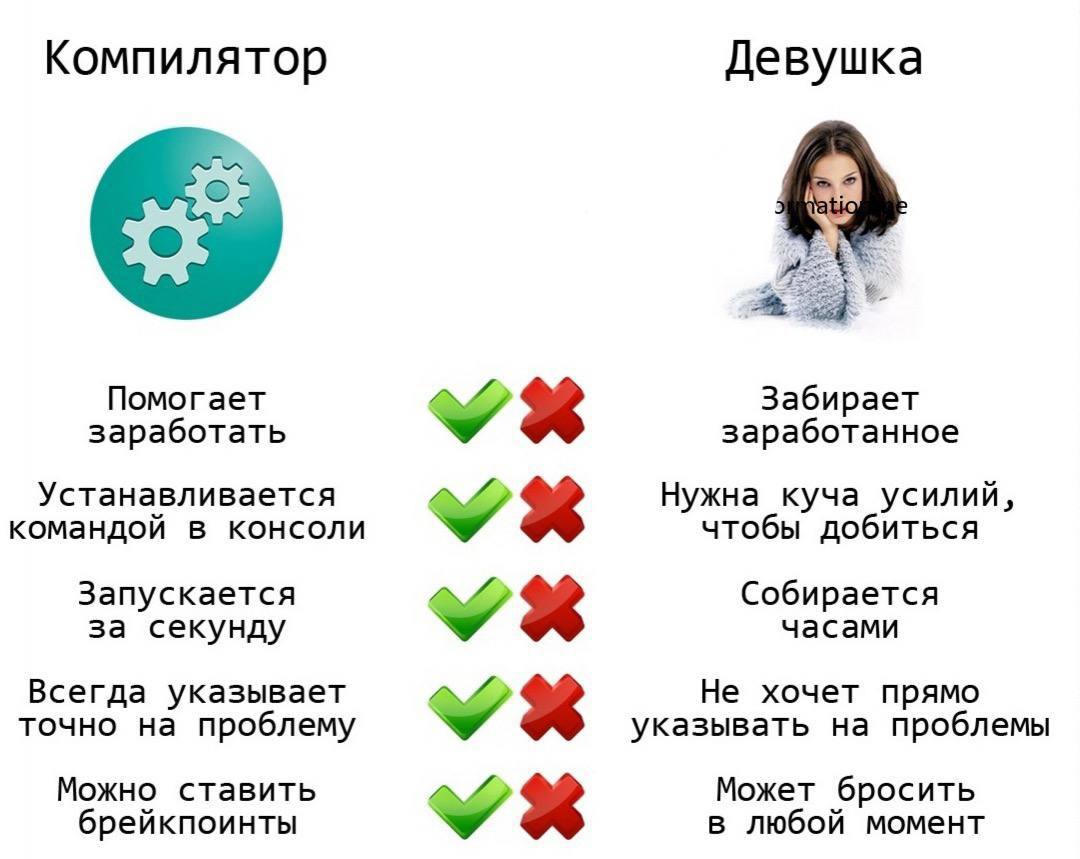 Компилятор
Девушка
Помогает
заработать
Забирает
заработанное
Устанавливается
командой в консоли
Нужна куча усилий,
чтобы добиться
Запускается
за секунду
Собирается
часами
Всегда указывает
точно на проблему
Не хочет прямо
указывать на проблемы
Можно ставить
брейкпоинты
Может бросить
в любой момент